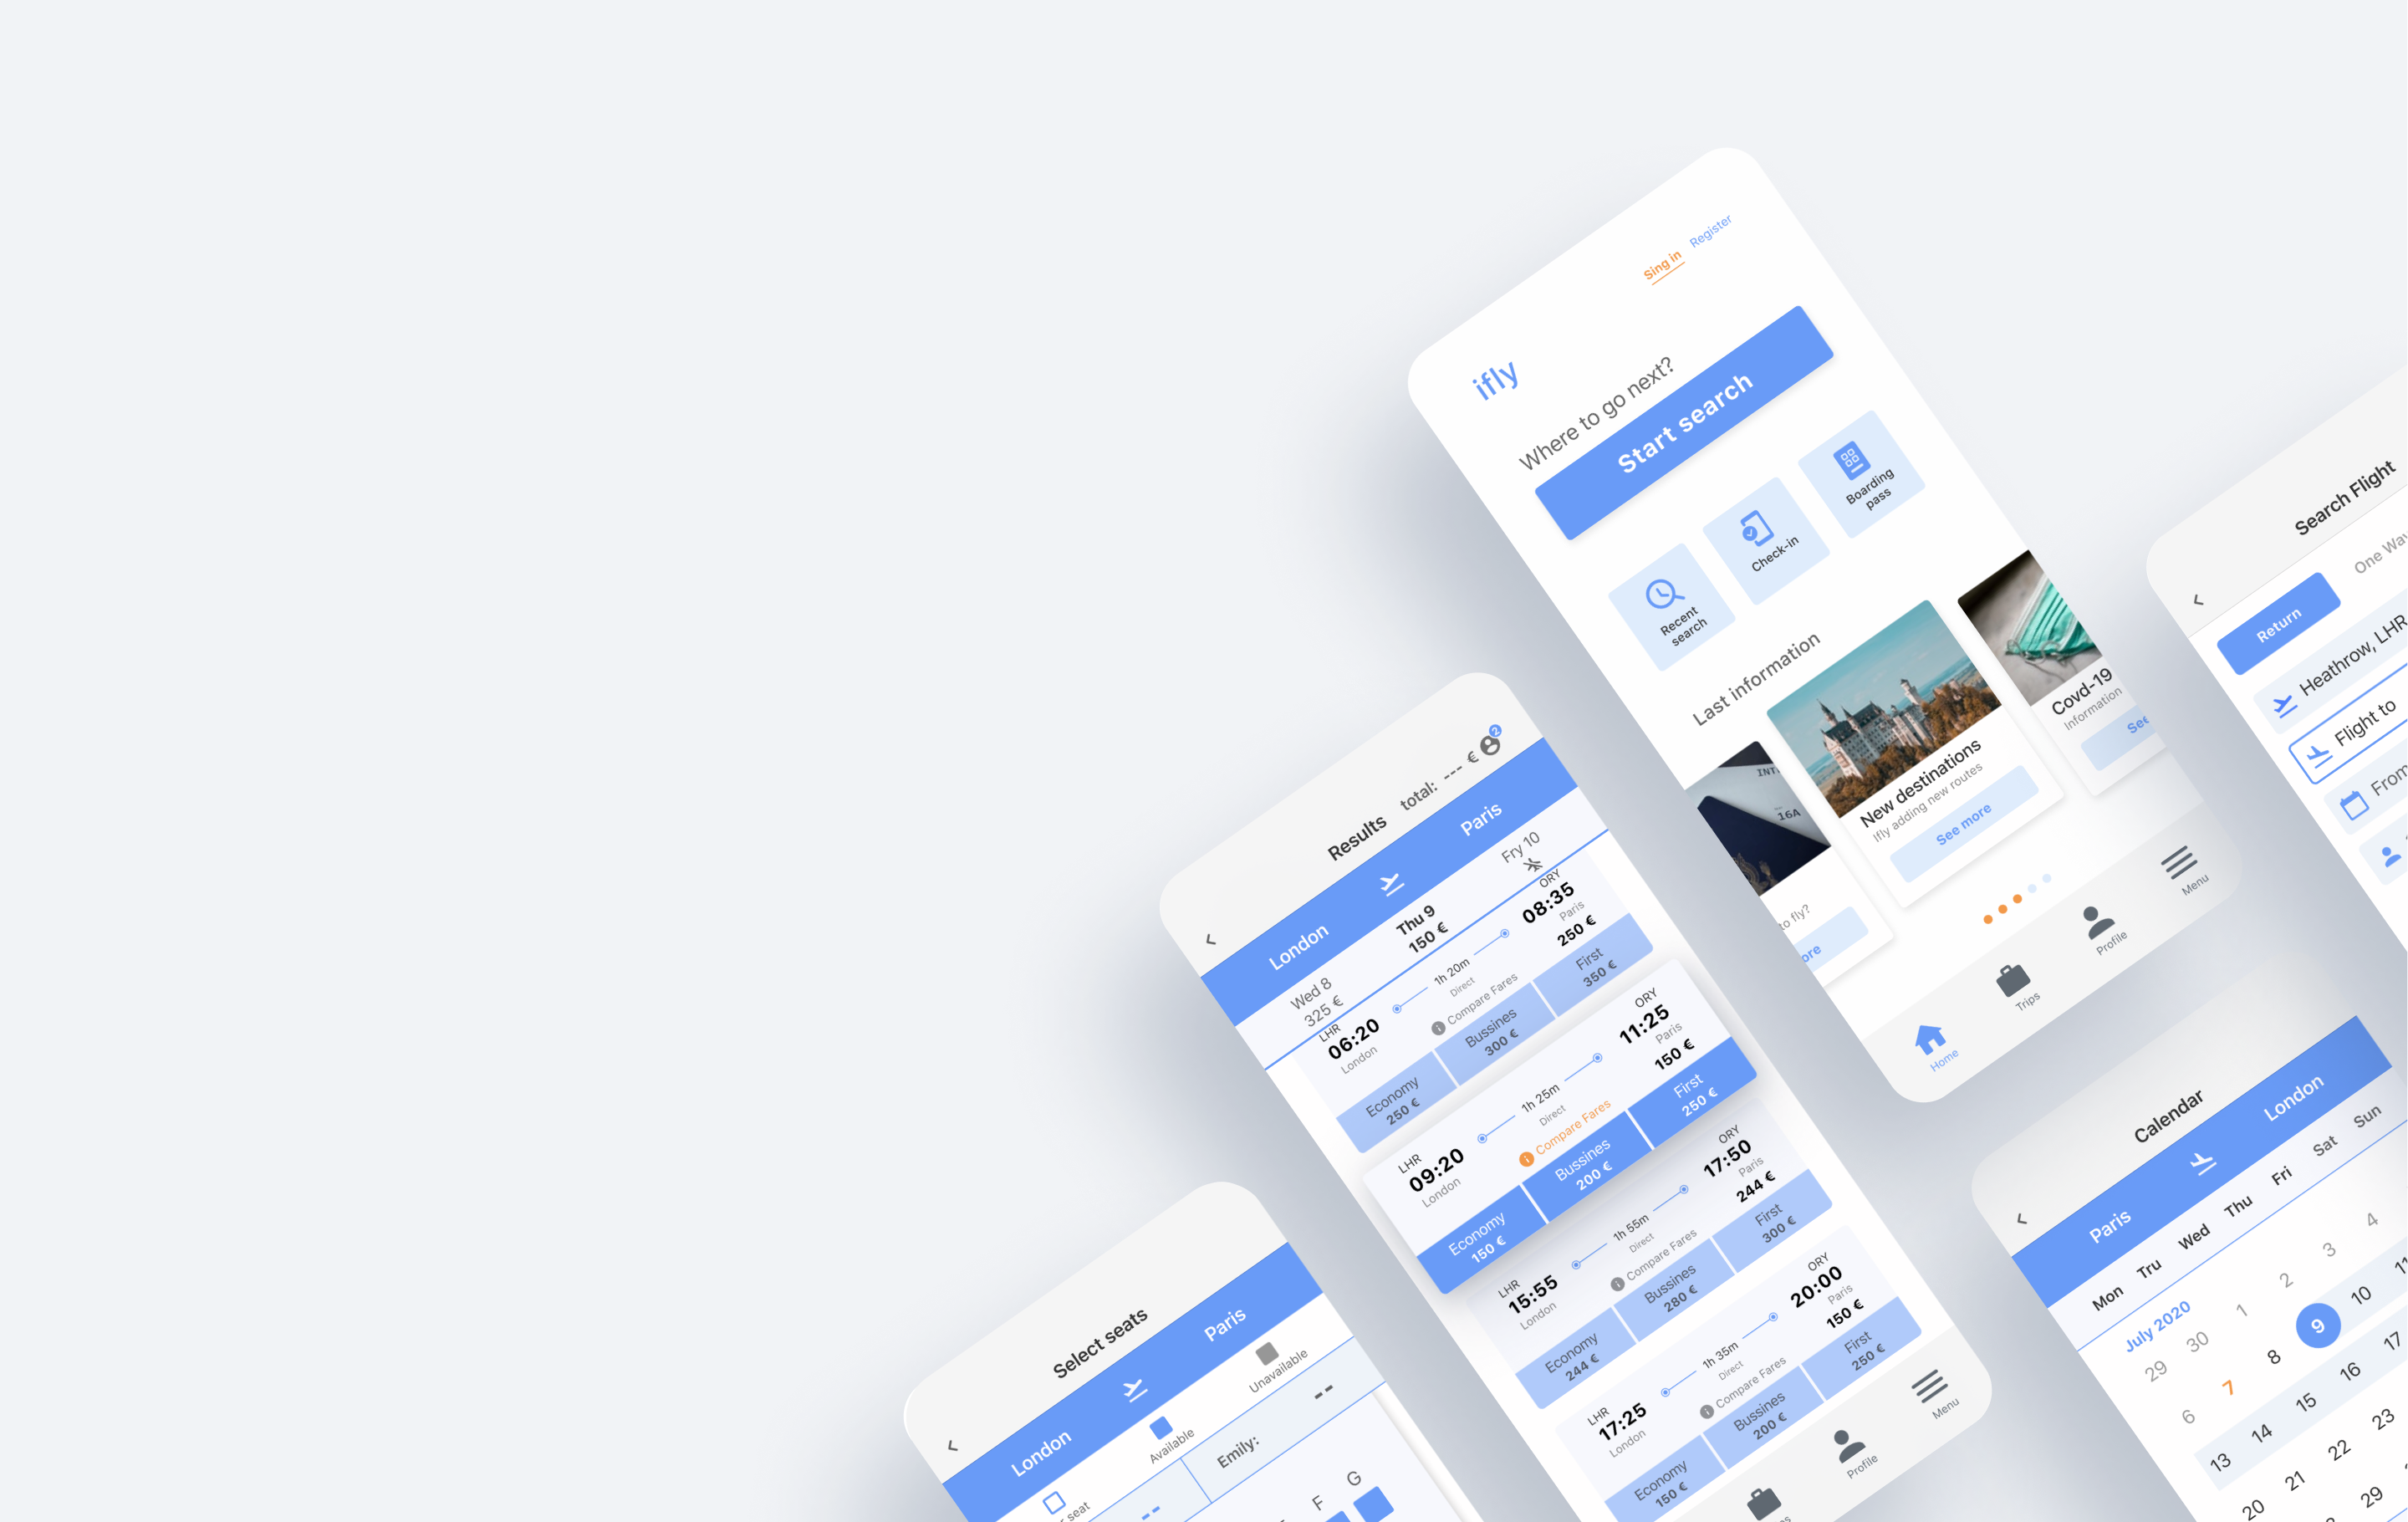 Sing in
Register
ifly
Where to go next?
Start search
Recent
search
Check-in
Boarding
pass
Last information
INT
16A
to fly?
New destinations
Ifly adding new routes
See more
Covd-19
Information
Home
Trips
Profile
Menu
Results
total: --- €
2
London
Paris
Wed 8
325 €
Thu 9
150 €
Fry 10
LHR
06:20
London
1h 20m
Direct
Compare Fares
ORY
08:35
Paris
250 €
Economy
250 €
Bussines
300 €
First
350 €
LHR
09:20
London
1h 25m
Direct
Compare Fares
ORY
11:25
Paris
150 €
Economy
150 €
Bussines
200 €
First
250 €
LHR
15:55
London
1h 55m
Direct
Compare Fares
ORY
17:50
Paris
244 €
Economy
244 €
Bussines
280 €
First
300 €
LHR
17:25
London
1h 35m
Direct
Compare Fares
ORY
20:00
Paris
150 €
Economy
150 €
Bussines
200 €
First
250 €
Profile
Menu
Select seats
London
Paris
seat
Available
Unavailable
--
Emily:
--
F G
Search Flight
Return
One Way
Heathrow, LHR
Flight to
From
Calendar
Paris
London
Mon Tru Wed Thu Fri Sat Sun
July 2020
29 30 1 2 3 4
6 7 8 9 10 11
13 14 15 16 17
20 21 22 23
29